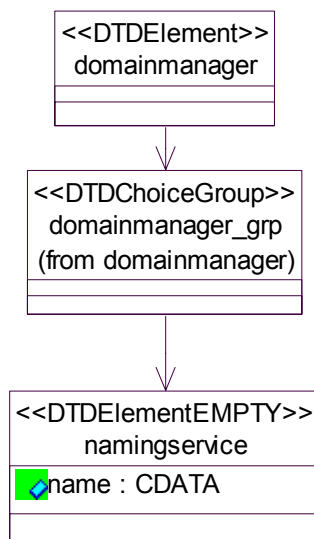 <<DTDElement>>
domainmanager
<<DTDChoiceGroup>>
domainmanager_grp
(from domainmanager)
<<DTDElementEMPTY>>
namingservice
name : CDATA